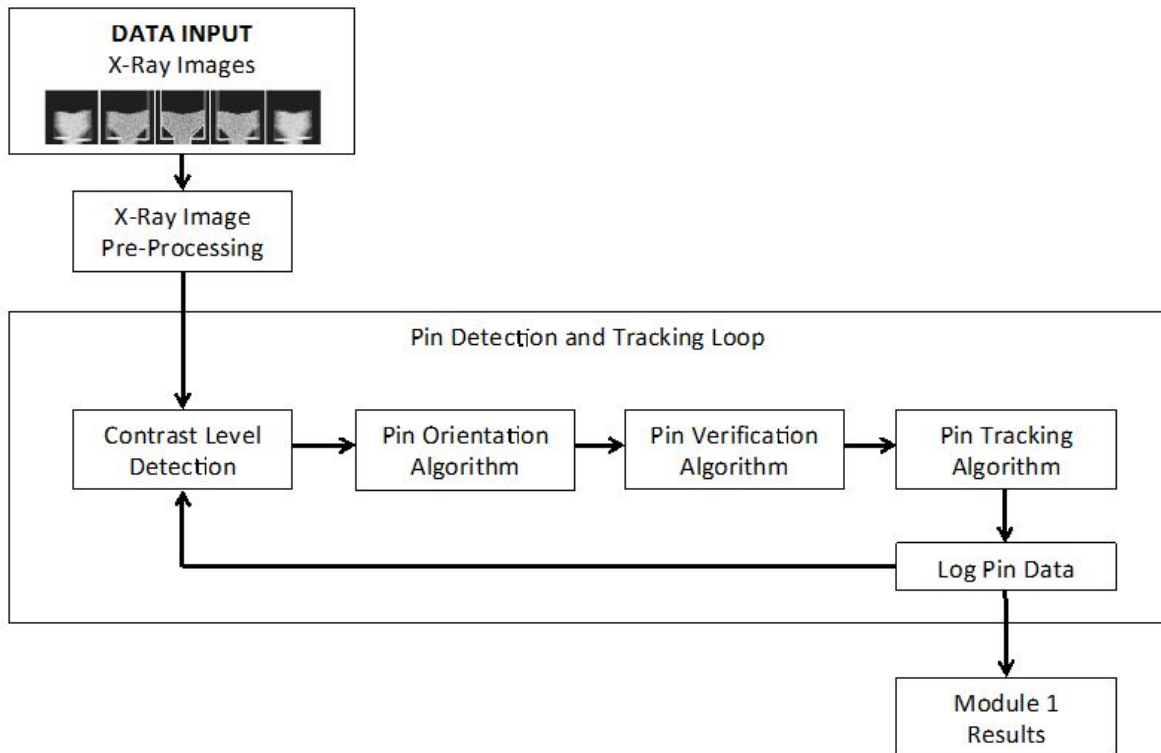 DATA INPUT
X-Ray Images
X-Ray Image
Pre-Processing
Pin Detection and Tracking Loop
Contrast Level
Detection
Pin Orientation
Algorithm
Pin Verification
Algorithm
Pin Tracking
Algorithm
Log Pin Data
Module 1
Results